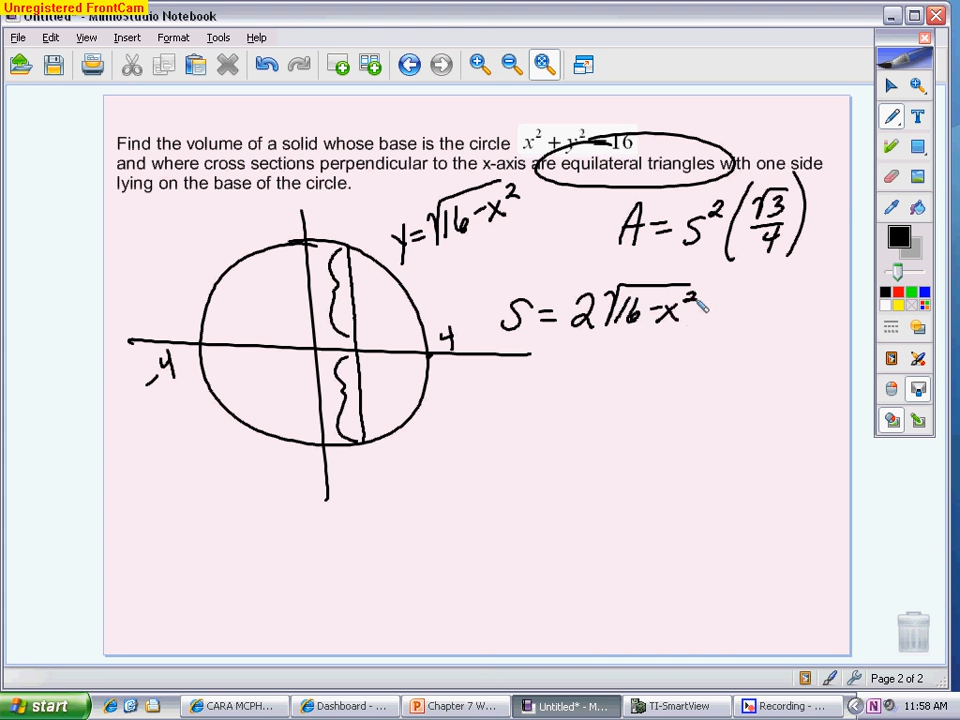 Unregistered FrontCam
Untitled* - MimioStudio Notebook
File Edit View Insert Format Tools Help
Find the volume of a solid whose base is the circle x² + y² = 16
and where cross sections perpendicular to the x-axis are equilateral triangles with one side
lying on the base of the circle.
y = √16 - x²
A = s² (√3/4)
S = 2√16 - x²
-4
4
T
Page 2 of 2
start
CARA MCPH...
Dashboard - ...
Chapter 7 W...
Untitled* - M...
TI-SmartView
Recording - ...
N
11:58 AM